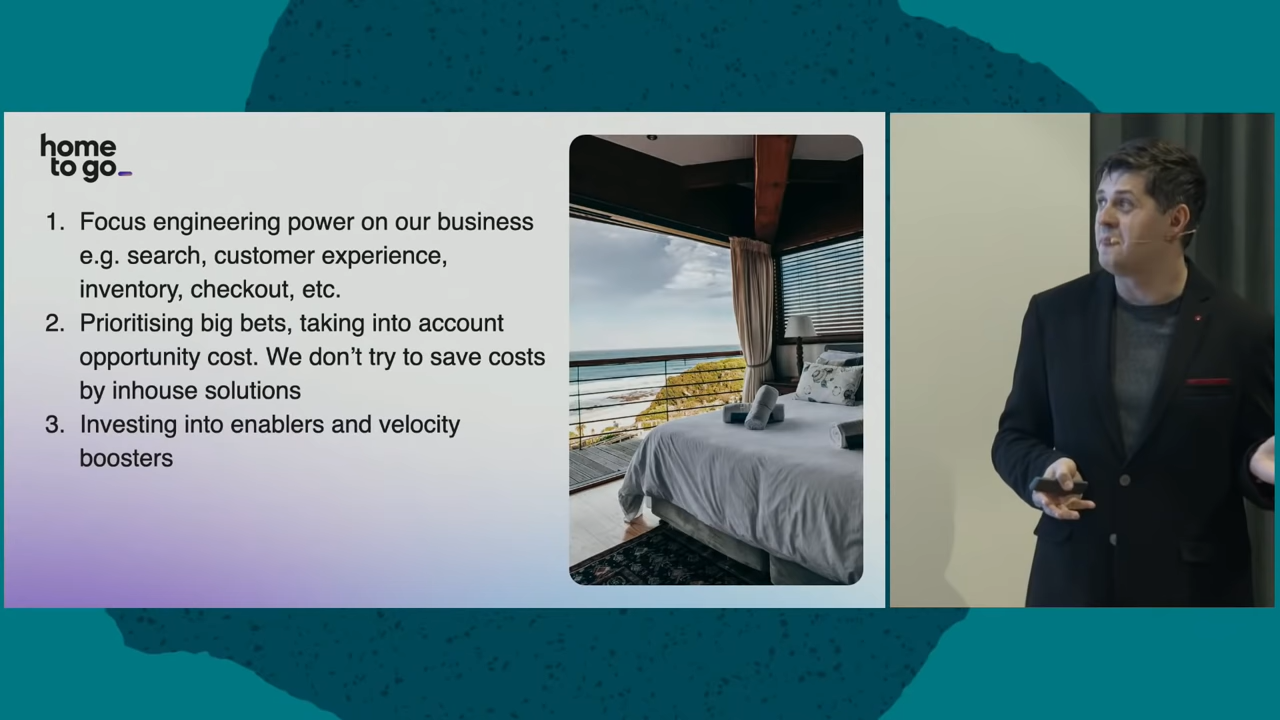 home
to go_
1. Focus engineering power on our business
e.g. search, customer experience,
inventory, checkout, etc.
2. Prioritising big bets, taking into account
opportunity cost. We don’t try to save costs
by inhouse solutions
3. Investing into enablers and velocity
boosters